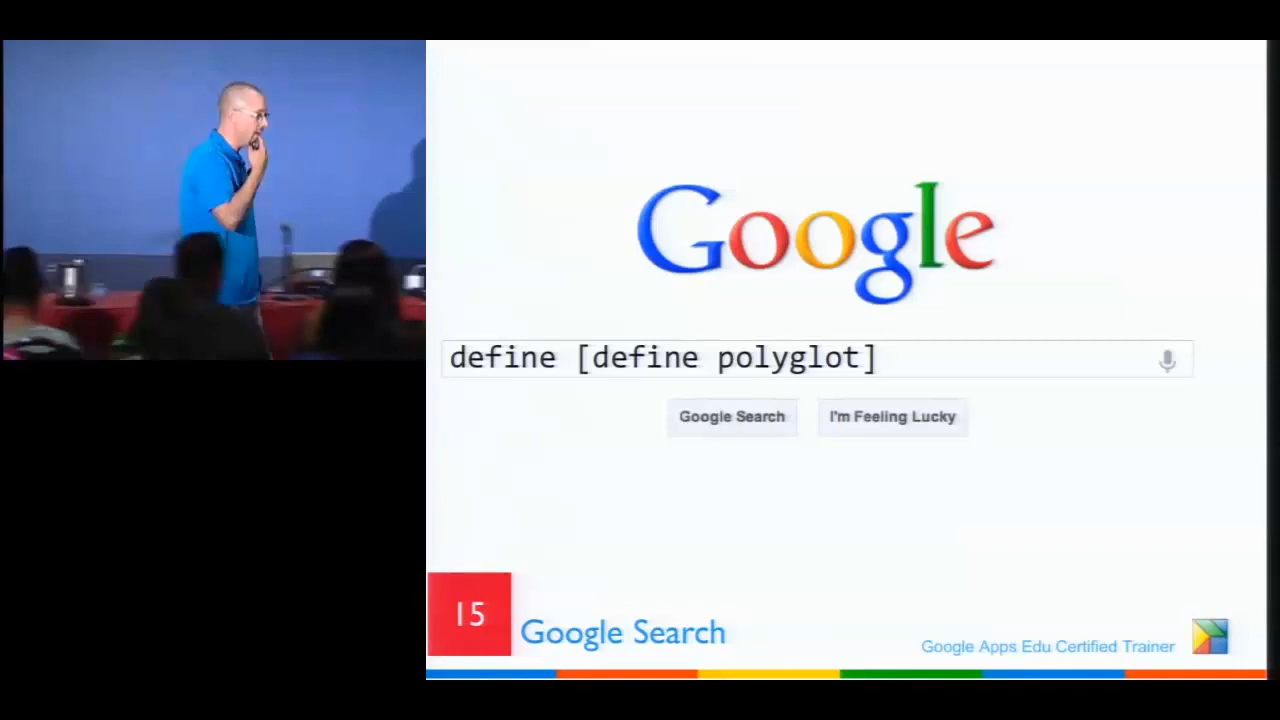 Google
define [define polyglot]
Google Search
I'm Feeling Lucky
15
Google Search
Google Apps Edu Certified Trainer